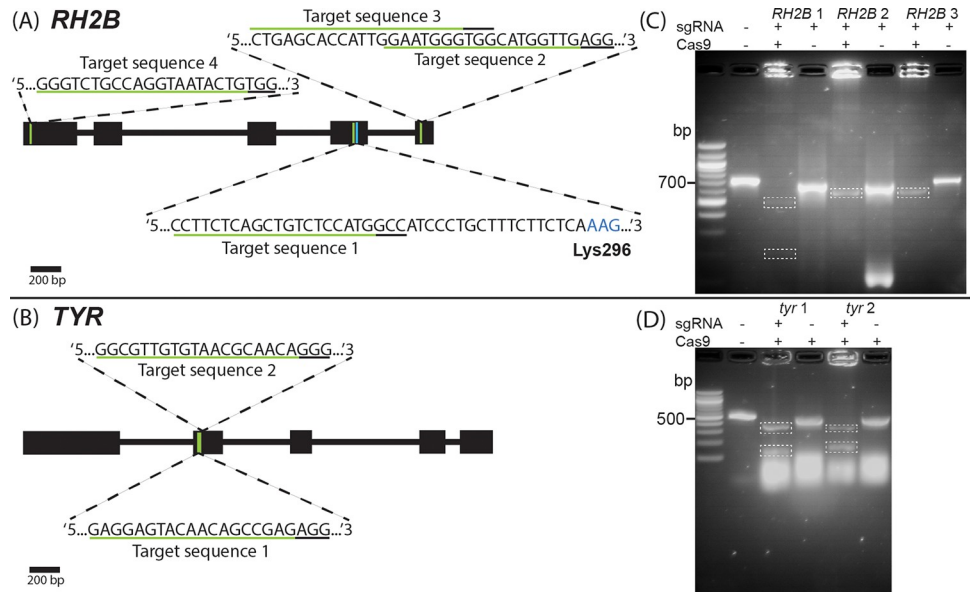 (A) RH2B
Target sequence 3
‘5...CTGAGCACCATTGGGAATGGGTGGCATGGTTGAGG...’3
Target sequence 2
Target sequence 4
‘5...GGGTCTGCCAGGTAATACTGTGG...’3
‘5...CCTTCTCAGCTGTCTCCATGGCCATCCCTGCTTTCTTCTCAAAG...’3
Target sequence 1
Lys296
200 bp
(B) TYR
‘5...GGCGTTGTGTAACGCAACAGGG...’3
Target sequence 2
‘5...GAGGAGTACAACAGCCGAGAGG...’3
Target sequence 1
200 bp
(C)
RH2B 1 RH2B 2 RH2B 3
sgRNA - + + + + + -
Cas9 - + - + - + -
bp
700
(D)
tyr 1 tyr 2
sgRNA - + - + -
Cas9 - + + + +
bp
500